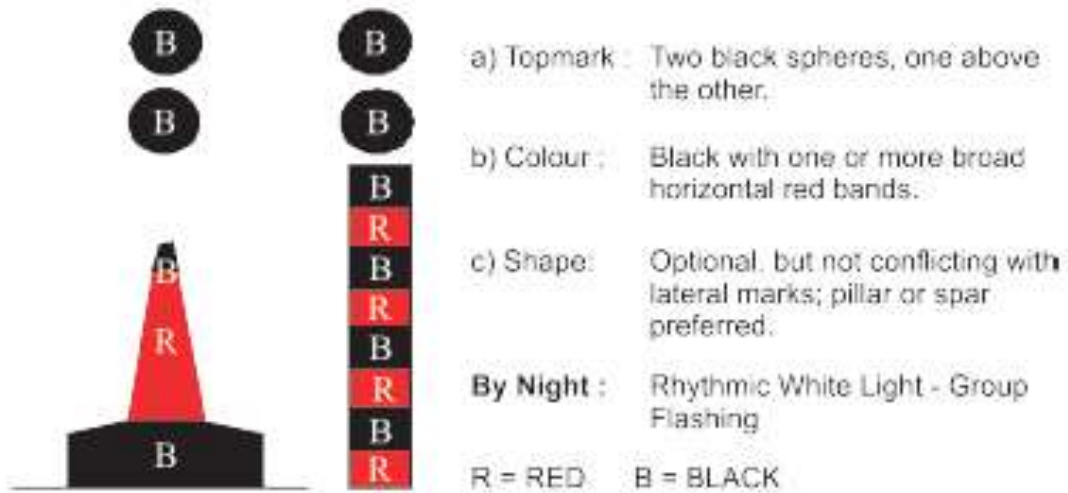 B
B
B
R
B
B
B
B
R
B
R
B
R
B
R
a) Topmark : Two black spheres, one above
the other.
b) Colour : Black with one or more broad
horizontal red bands.
c) Shape: Optional, but not conflicting with
lateral marks; pillar or spar
preferred.
By Night : Rhythmic White Light - Group
Flashing
R = RED B = BLACK